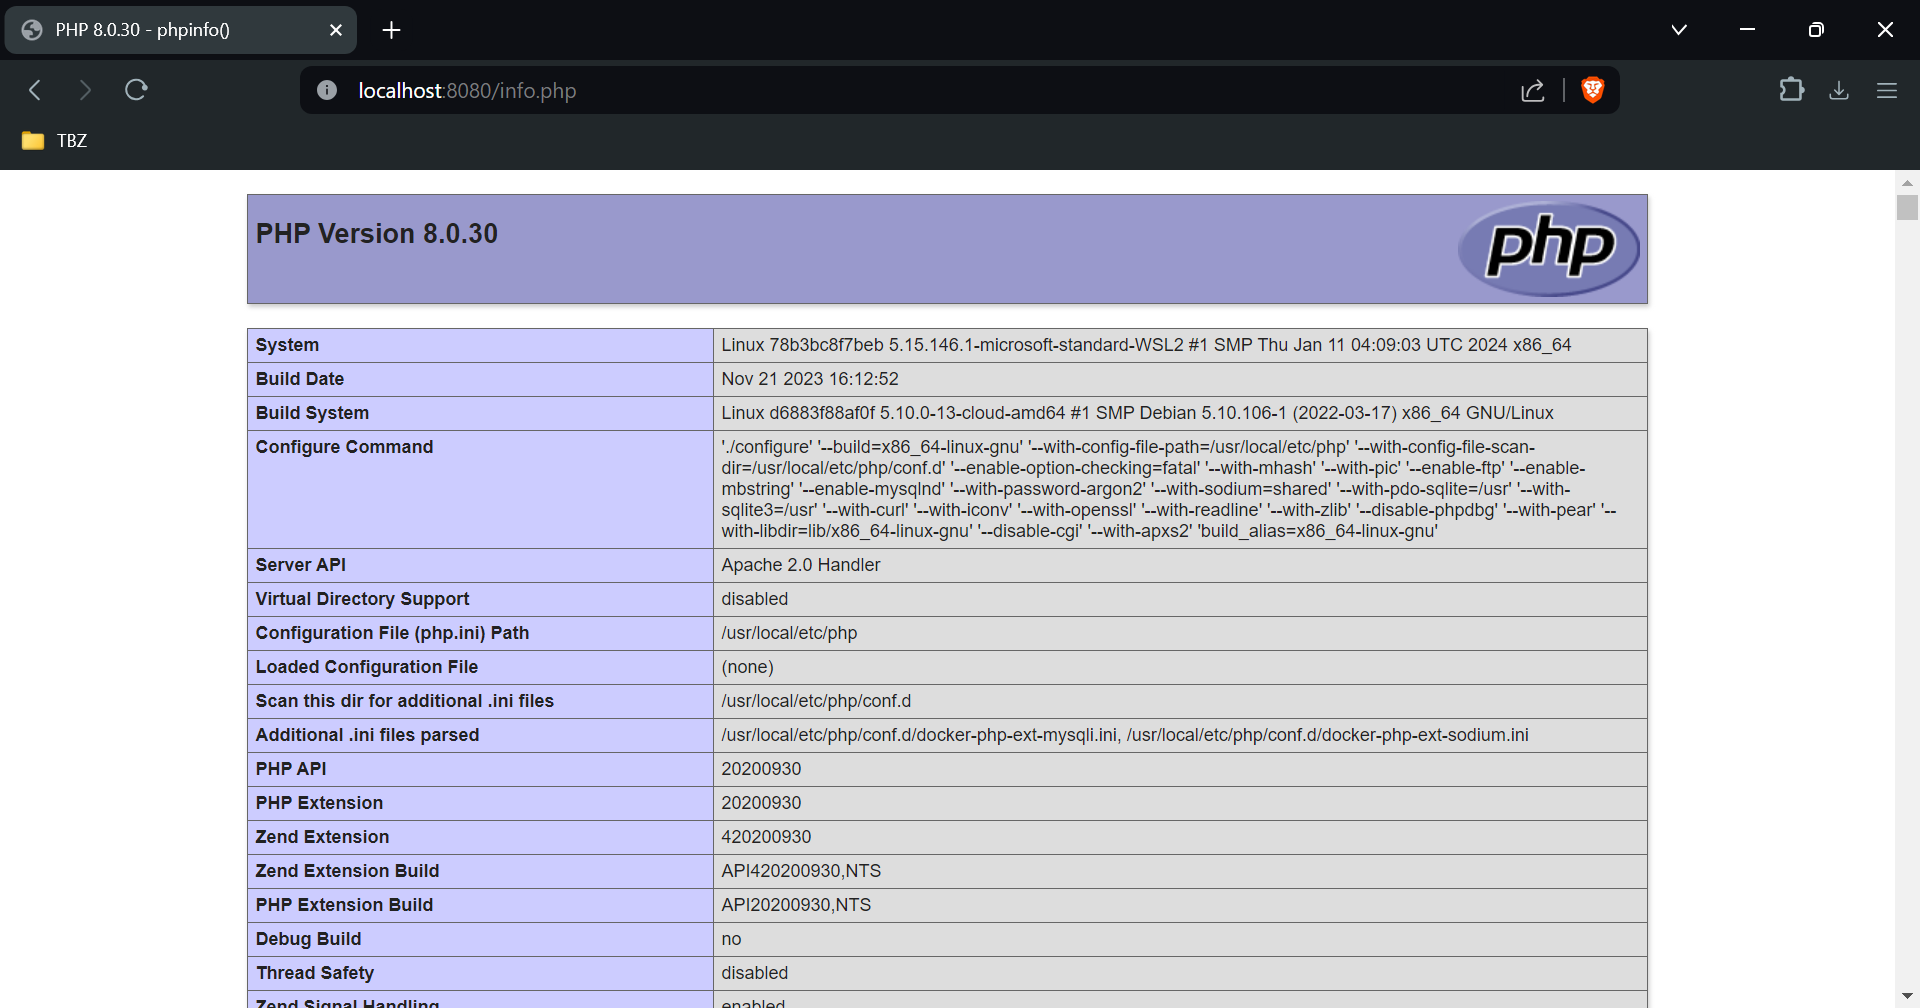 PHP 8.0.30 - phpinfo()
localhost:8080/info.php
TBZ
PHP Version 8.0.30
php
System Linux 78b3bc8f7beb 5.15.146.1-microsoft-standard-WSL2 #1 SMP Thu Jan 11 04:09:03 UTC 2024 x86_64
Build Date Nov 21 2023 16:12:52
Build System Linux d6883f88af0f 5.10.0-13-cloud-amd64 #1 SMP Debian 5.10.106-1 (2022-03-17) x86_64 GNU/Linux
Configure Command './configure' '--build=x86_64-linux-gnu' '--with-config-file-path=/usr/local/etc/php' '--with-config-file-scan-
dir=/usr/local/etc/php/conf.d' '--enable-option-checking=fatal' '--with-mhash' '--with-pic' '--enable-ftp' '--enable-
mbstring' '--enable-mysqlnd' '--with-password-argon2' '--with-sodium=shared' '--with-pdo-sqlite=/usr' '--with-
sqlite3=/usr' '--with-curl' '--with-iconv' '--with-openssl' '--with-readline' '--with-zlib' '--disable-phpdbg' '--with-pear' '--
with-libdir=lib/x86_64-linux-gnu' '--disable-cgi' '--with-apxs2' 'build_alias=x86_64-linux-gnu'
Server API Apache 2.0 Handler
Virtual Directory Support disabled
Configuration File (php.ini) Path /usr/local/etc/php
Loaded Configuration File (none)
Scan this dir for additional .ini files /usr/local/etc/php/conf.d
Additional .ini files parsed /usr/local/etc/php/conf.d/docker-php-ext-mysqli.ini, /usr/local/etc/php/conf.d/docker-php-ext-sodium.ini
PHP API 20200930
PHP Extension 20200930
Zend Extension 420200930
Zend Extension Build API420200930,NTS
PHP Extension Build API20200930,NTS
Debug Build no
Thread Safety disabled
Zend Signal Handling enabled